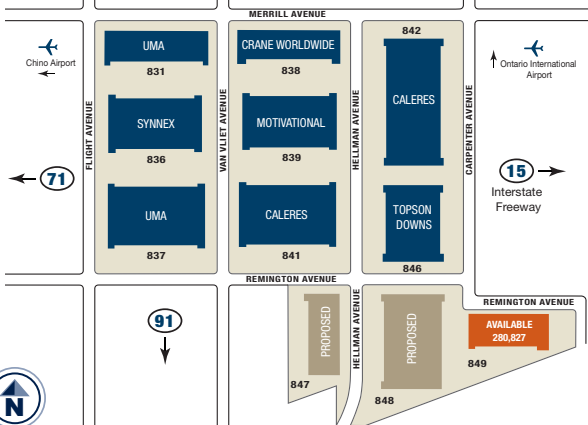 MERRILL AVENUE
Chino Airport
UMA
831
CRANE WORLDWIDE
838
842
CALERES
Ontario International
Airport
FLIGHT AVENUE
SYNNEX
836
VAN VLIET AVENUE
MOTIVATIONAL
839
HELLMAN AVENUE
CARPENTER AVENUE
71
15
Interstate
Freeway
UMA
837
CALERES
841
TOPSON
DOWNS
846
REMINGTON AVENUE
REMINGTON AVENUE
91
PROPOSED
847
HELLMAN AVENUE
PROPOSED
848
AVAILABLE
280,827
849
N